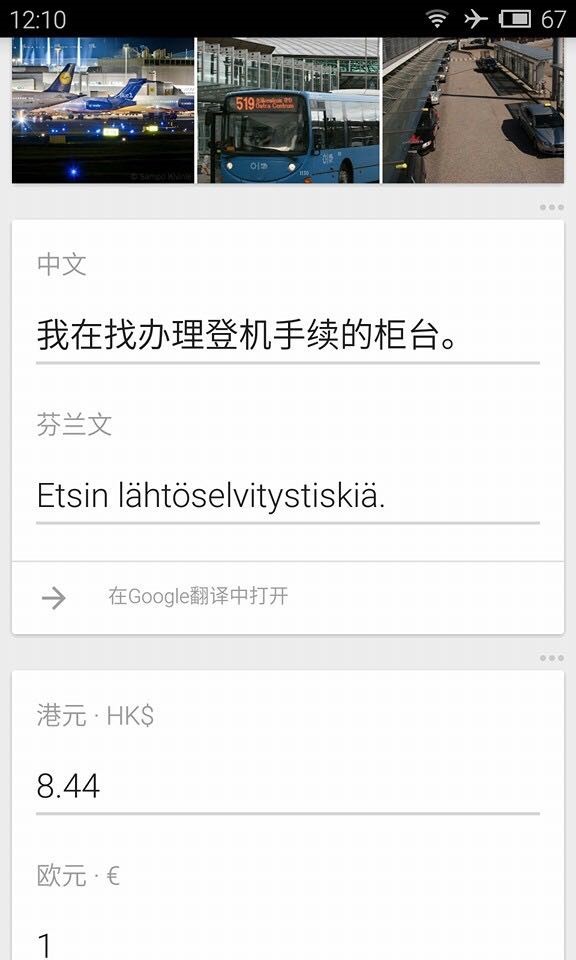 12:10
67
519
© Sampo Kiviniemi
中文
我在找办理登机手续的柜台。
芬兰文
Etsin lähtöselvitystiskiä.
在Google翻译中打开
港元 · HK$
8.44
欧元 · €
1